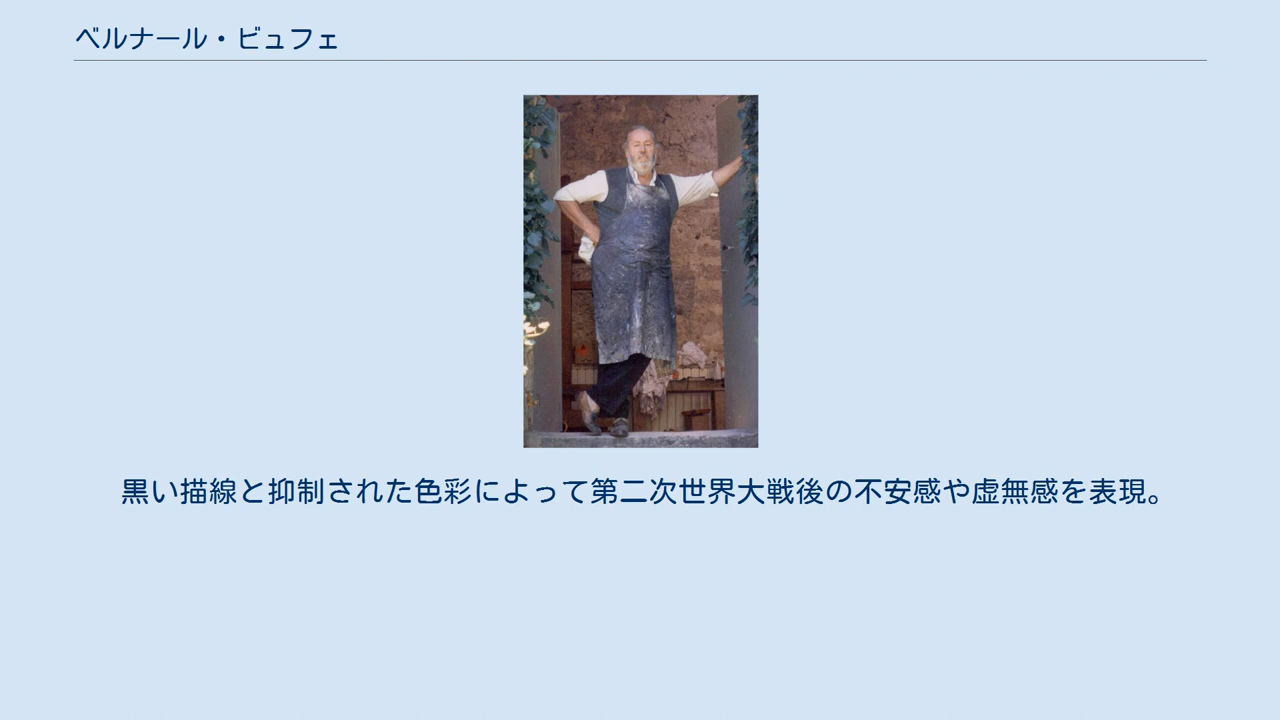 ベルナール・ビュフェ
黒い描線と抑制された色彩によって第二次世界大戦後の不安感や虚無感を表現。